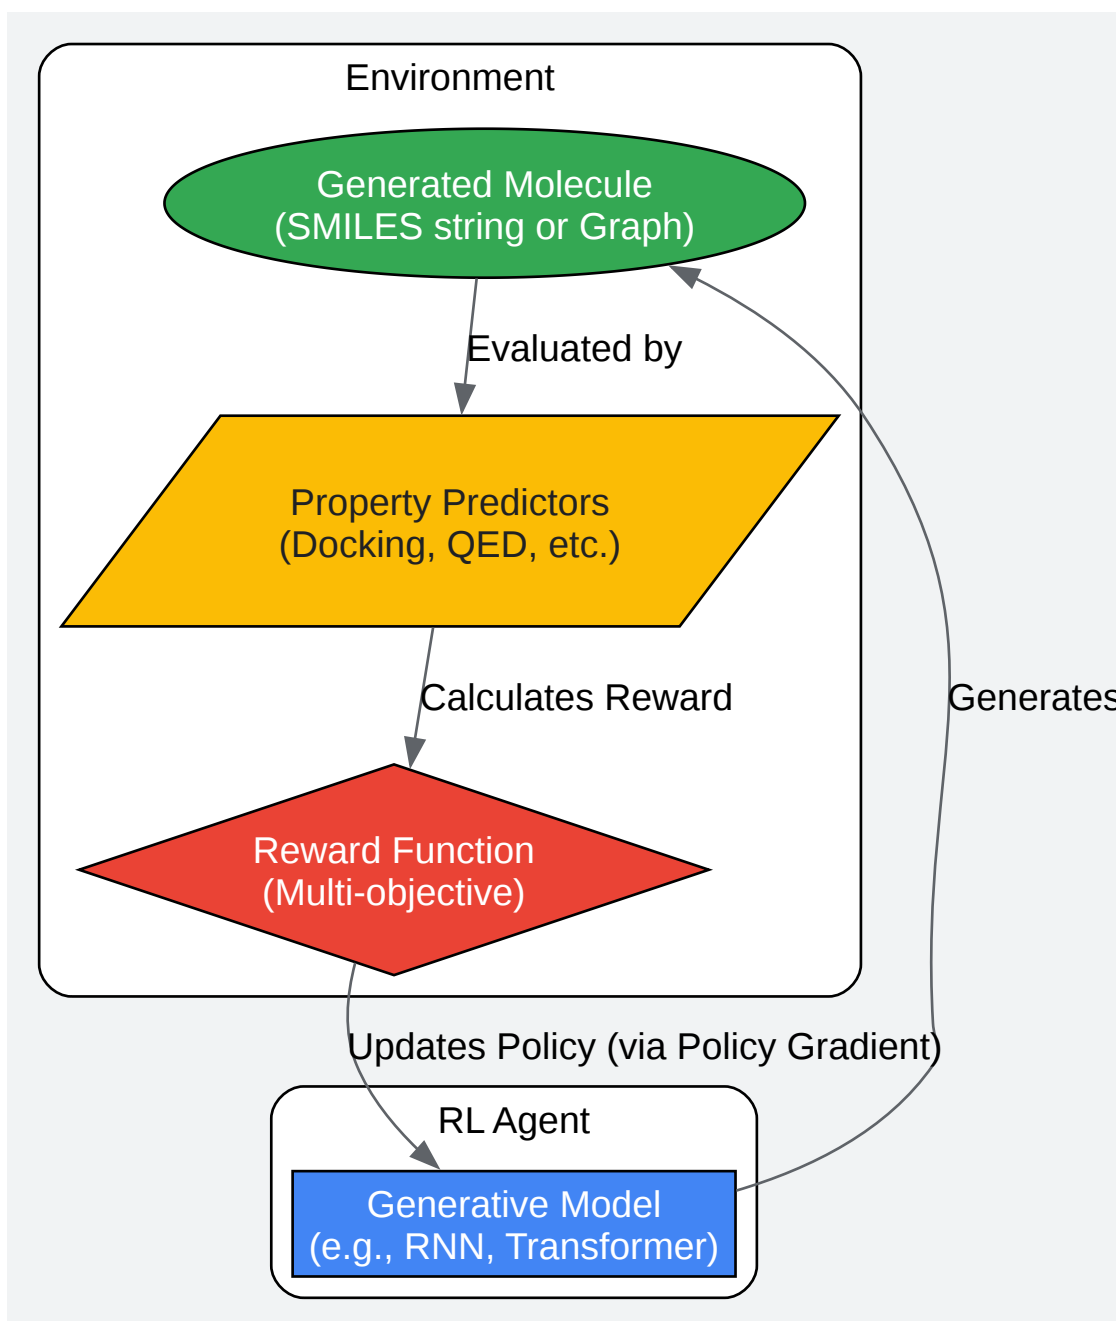 Environment
Generated Molecule
(SMILES string or Graph)
Evaluated by
Property Predictors
(Docking, QED, etc.)
Calculates Reward
Generates
Reward Function
(Multi-objective)
Updates Policy (via Policy Gradient)
RL Agent
Generative Model
(e.g., RNN, Transformer)